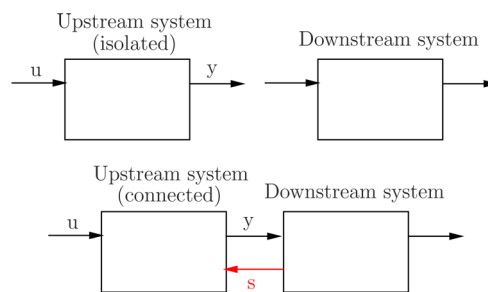 Upstream system
(isolated)
Downstream system
u
y
Upstream system
(connected)
Downstream system
u
y
s